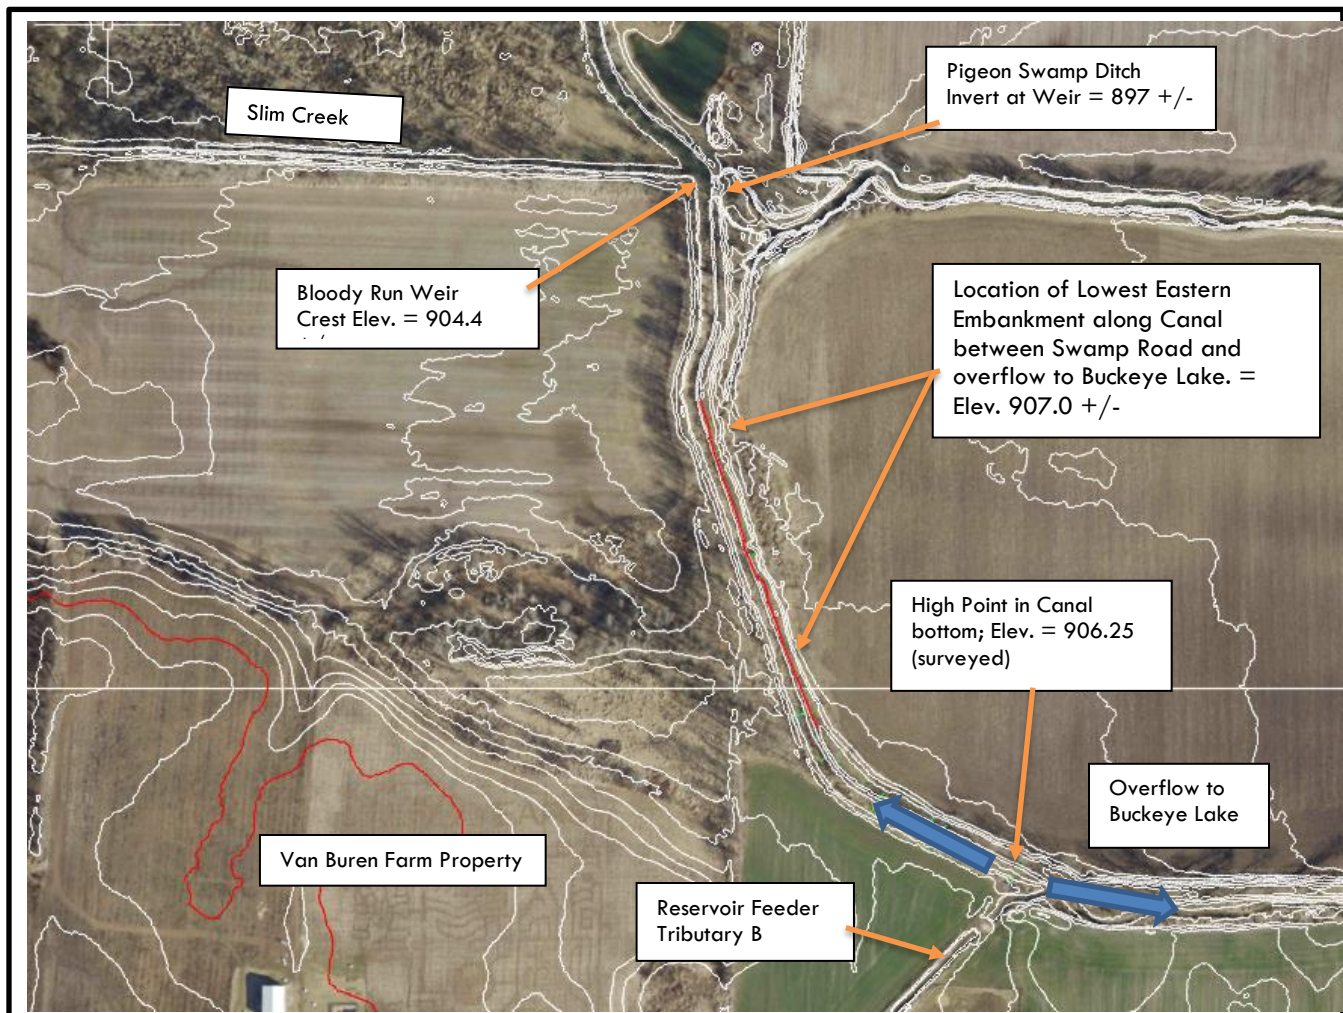 Pigeon Swamp Ditch
Invert at Weir = 897 +/-
Slim Creek
Bloody Run Weir
Crest Elev. = 904.4
Location of Lowest Eastern
Embankment along Canal
between Swamp Road and
overflow to Buckeye Lake. =
Elev. 907.0 +/-
High Point in Canal
bottom; Elev. = 906.25
(surveyed)
Overflow to
Buckeye Lake
Van Buren Farm Property
Reservoir Feeder
Tributary B